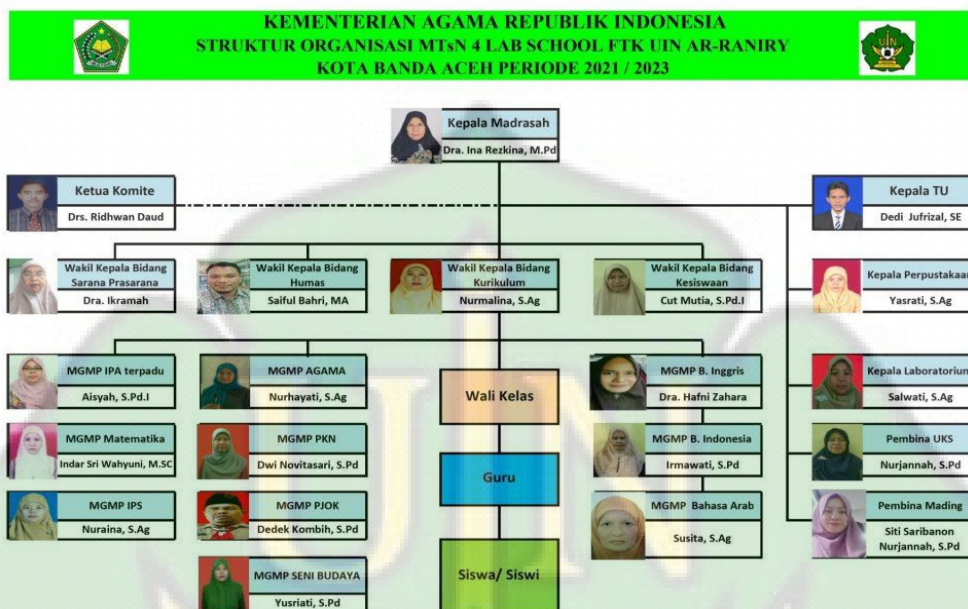 KEMENTERIAN AGAMA REPUBLIK INDONESIA
STRUKTUR ORGANISASI MTsN 4 LAB SCHOOL FTK UIN AR-RANIRY
KOTA BANDA ACEH PERIODE 2021 / 2023
UIN
Kepala Madrasah
Dra. Ina Rezkina, M.Pd
Ketua Komite
Drs. Ridhwan Daud
Kepala TU
Dedi Jufrizal, SE
Wakil Kepala Bidang
Sarana Prasarana
Dra. Ikramah
Wakil Kepala Bidang
Humas
Saiful Bahri, MA
Wakil Kepala Bidang
Kurikulum
Nurmalina, S.Ag
Wakil Kepala Bidang
Kesiswaan
Cut Mutia, S.Pd.I
Kepala Perpustakaan
Yasrati, S.Ag
MGMP IPA terpadu
Aisyah, S.Pd.I
MGMP AGAMA
Nurhayati, S.Ag
Wali Kelas
MGMP B. Inggris
Dra. Hafni Zahara
Kepala Laboratorium
Salwati, S.Ag
MGMP Matematika
Indar Sri Wahyuni, M.SC
MGMP PKN
Dwi Novitasari, S.Pd
Guru
MGMP B. Indonesia
Irmawati, S.Pd
Pembina UKS
Nurjannah, S.Pd
MGMP IPS
Nuraina, S.Ag
MGMP PJOK
Dedek Kombih, S.Pd
MGMP Bahasa Arab
Susita, S.Ag
Pembina Mading
Siti Saribanon
Nurjannah, S.Pd
MGMP SENI BUDAYA
Yusriati, S.Pd
Siswa/ Siswi
UIN